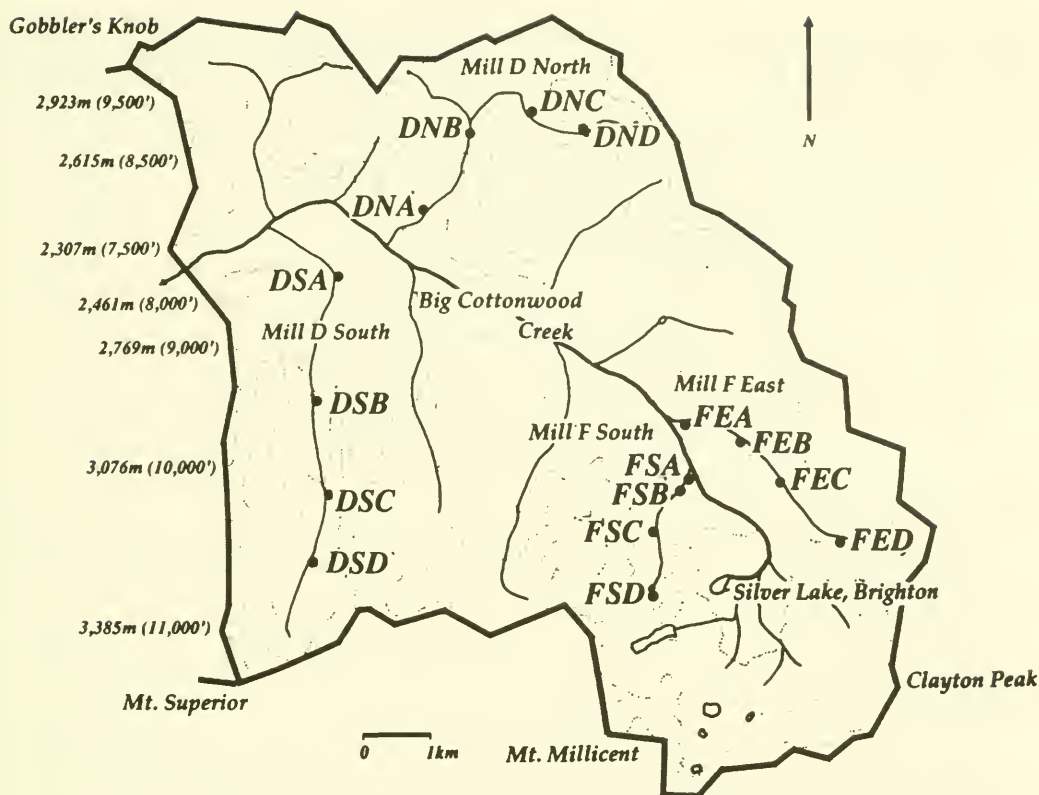 Gobbler's Knob
Mill D North
2,923m (9,500')
DNC
DNB
DND
N
2,615m (8,500')
DNA
2,307m (7,500')
DSA
2,461m (8,000')
Big Cottonwood
Creek
Mill D South
2,769m (9,000')
Mill F East
DSB
FEA
Mill F South
FEB
FSA
3,076m (10,000')
FEC
FSB
DSC
FSC
FED
DSD
FSD
Silver Lake, Brighton
3,385m (11,000')
Clayton Peak
Mt. Superior
0 1km
Mt. Millicent